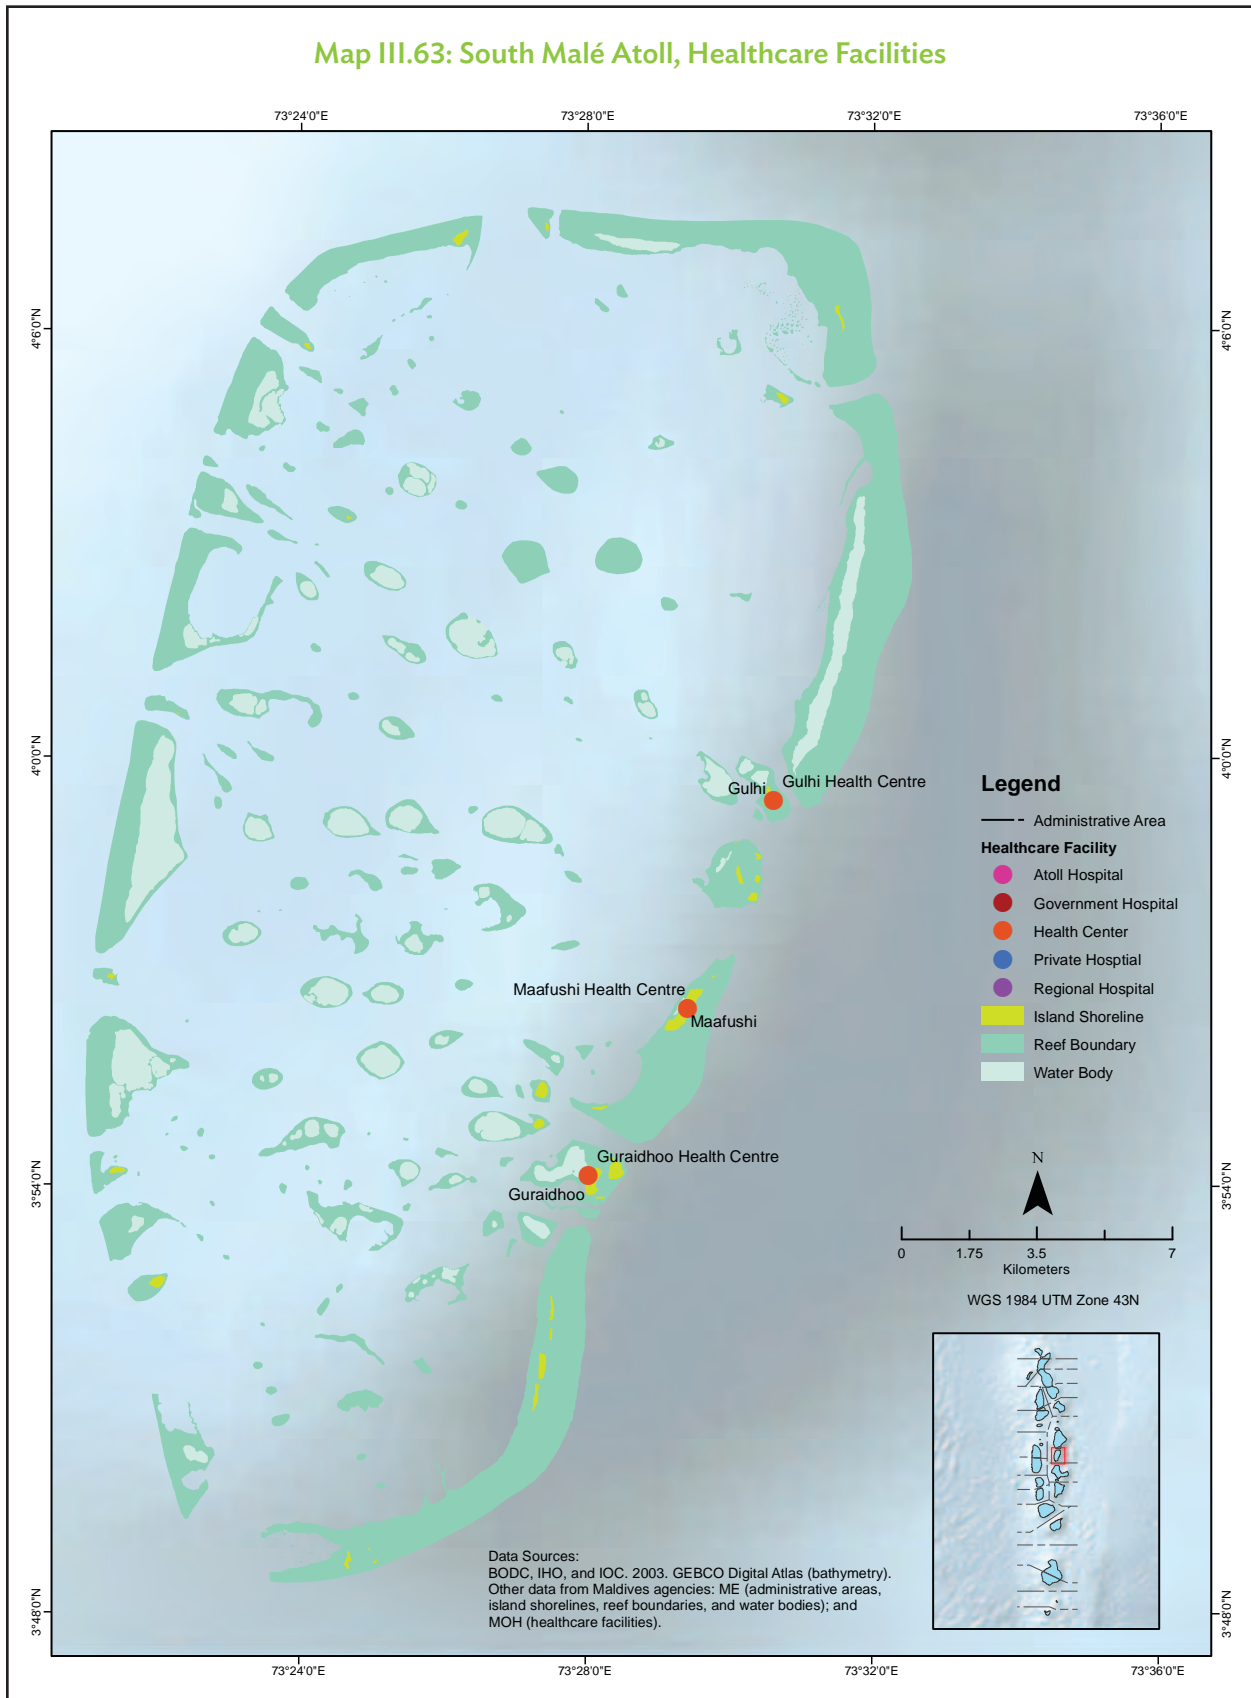 Map III.63: South Malé Atoll, Healthcare Facilities
73°24'0"E
73°28'0"E
73°32'0"E
73°36'0"E
4°6'0"N
4°6'0"N
4°0'0"N
4°0'0"N
Gulhi
Gulhi Health Centre
Legend
Administrative Area
Healthcare Facility
Atoll Hospital
Government Hospital
Health Center
Private Hosptial
Regional Hospital
Island Shoreline
Reef Boundary
Water Body
Maafushi Health Centre
Maafushi
Guraidhoo Health Centre
Guraidhoo
3°54'0"N
3°54'0"N
N
0
1.75
3.5
7
Kilometers
WGS 1984 UTM Zone 43N
Data Sources:
BODC, IHO, and IOC. 2003. GEBCO Digital Atlas (bathymetry).
Other data from Maldives agencies: ME (administrative areas,
island shorelines, reef boundaries, and water bodies); and
MOH (healthcare facilities).
3°48'0"N
3°48'0"N
73°24'0"E
73°28'0"E
73°32'0"E
73°36'0"E